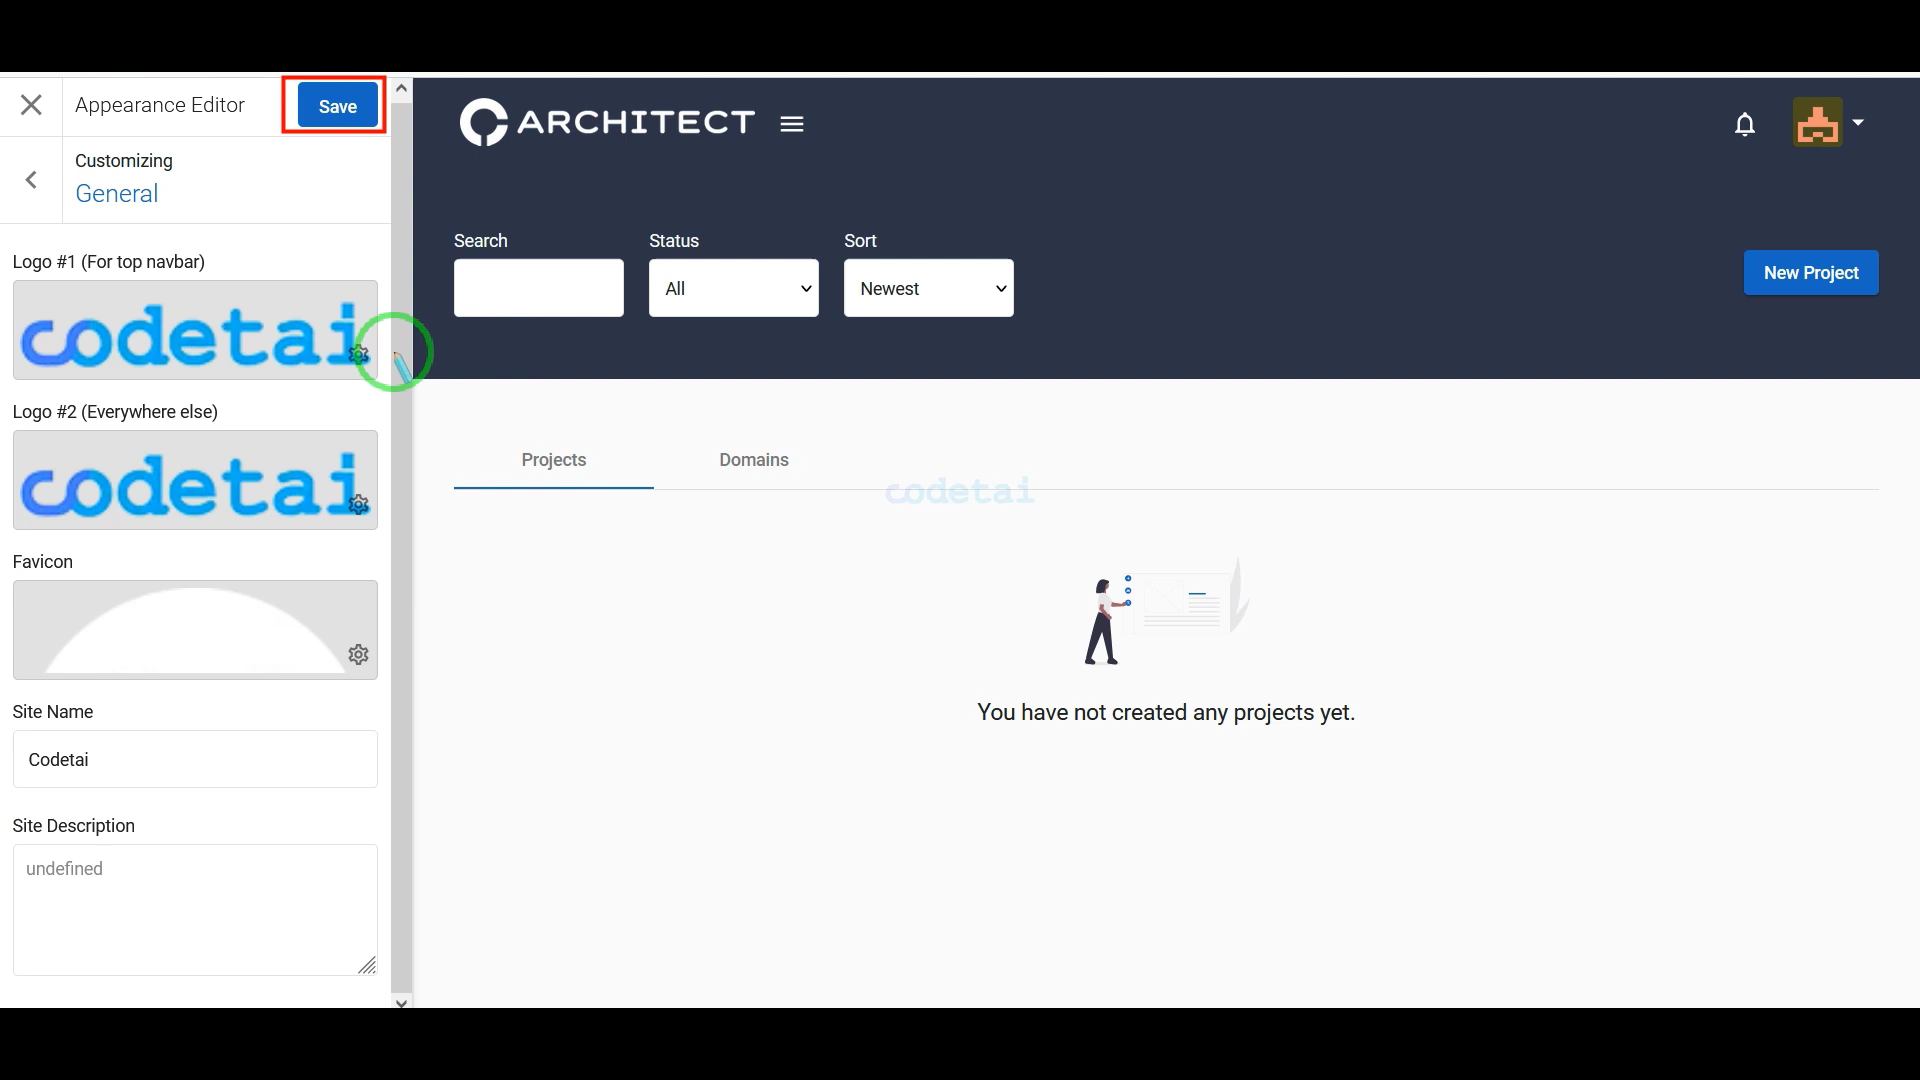 Appearance Editor
Save
Customizing
General
Logo #1 (For top navbar)
codetai
Logo #2 (Everywhere else)
codetai
Favicon
Site Name
Codetai
Site Description
undefined
ARCHITECT
Search
Status
Sort
All
Newest
New Project
Projects
Domains
codetai
You have not created any projects yet.